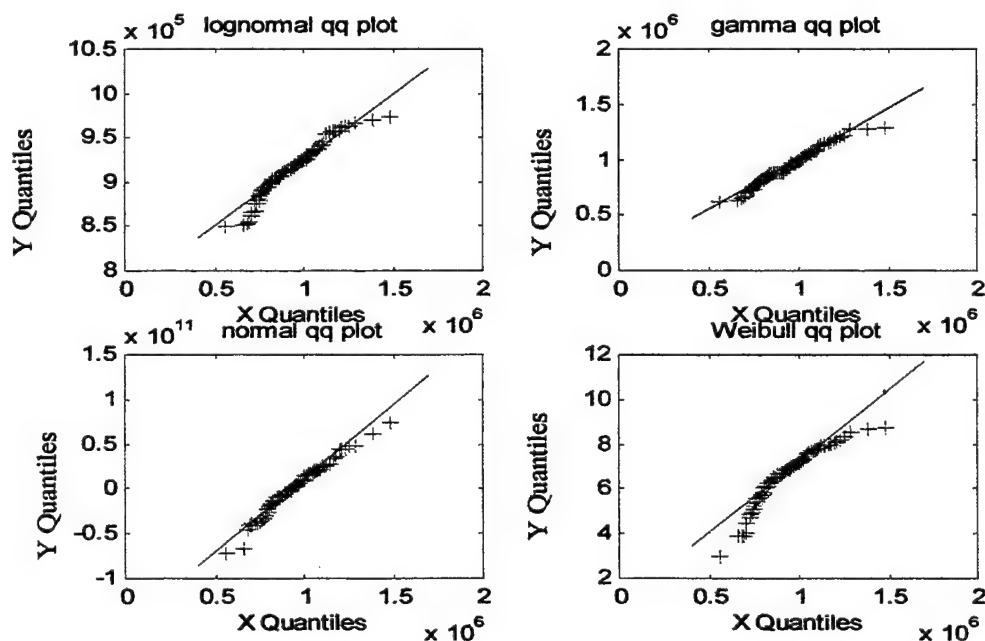 lognormal qq plot
x 10^5
10.5
10
9.5
9
8.5
8
Y Quantiles
0 0.5 1 1.5 2
X Quantiles
x 10^6
gamma qq plot
x 10^6
2
1.5
1
0.5
0
Y Quantiles
0 0.5 1 1.5 2
X Quantiles
x 10^6
normal qq plot
x 10^11
1.5
1
0.5
0
-0.5
-1
Y Quantiles
0 0.5 1 1.5 2
X Quantiles
x 10^6
Weibull qq plot
12
10
8
6
4
2
Y Quantiles
0 0.5 1 1.5 2
X Quantiles
x 10^6